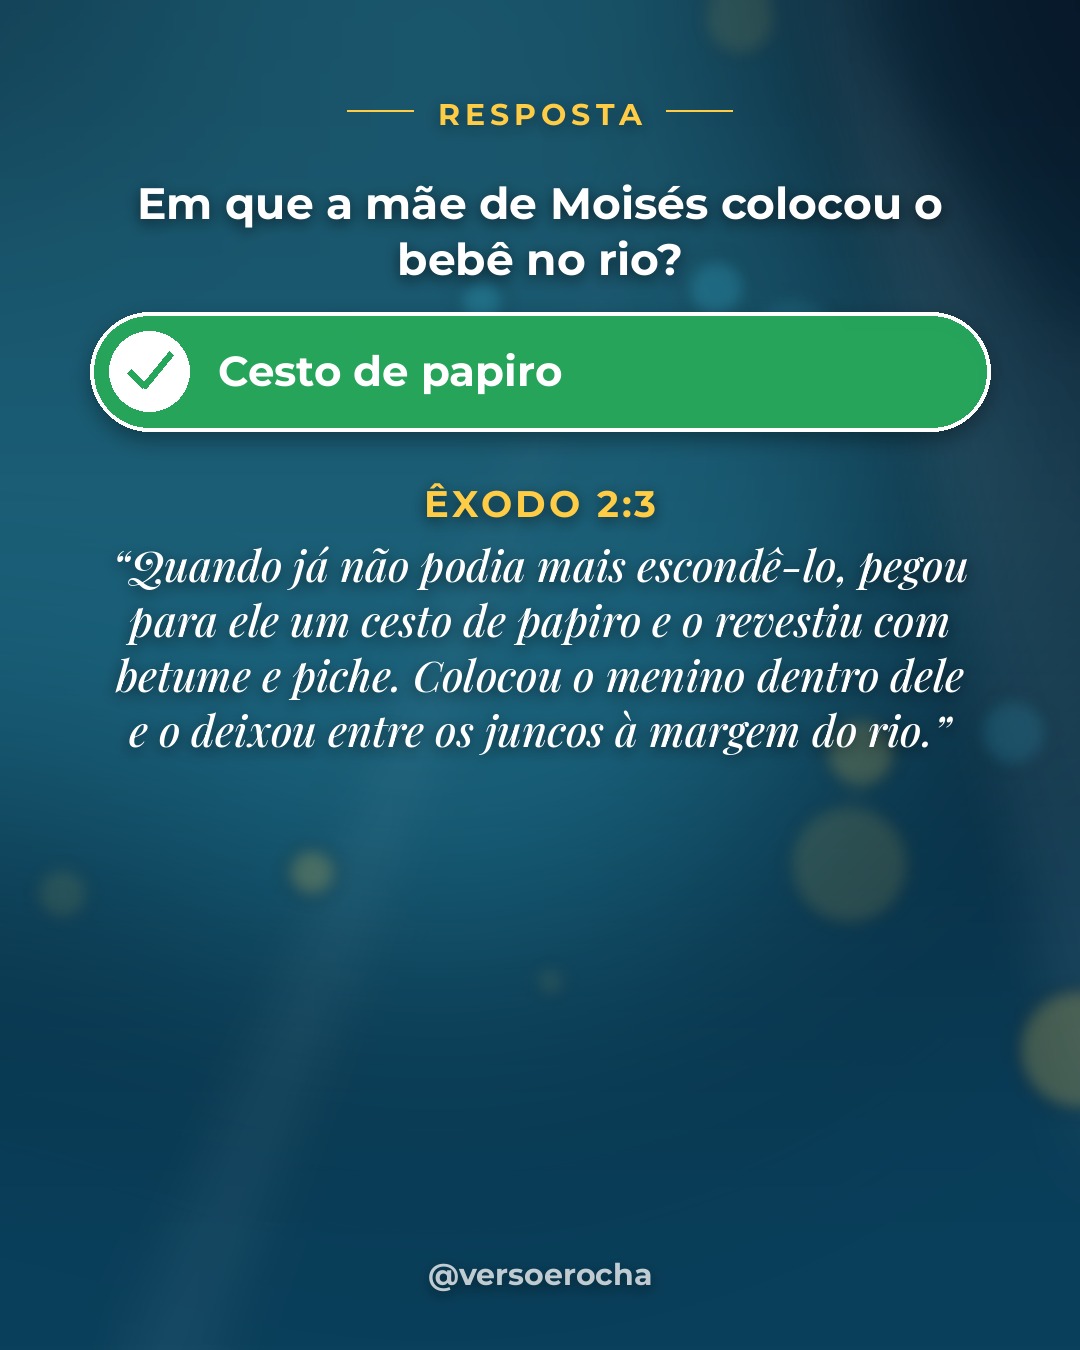 RESPOSTA
Em que a mãe de Moisés colocou o
bebê no rio?
Cesto de papiro
ÊXODO 2:3
“Quando já não podia mais escondê-lo, pegou
para ele um cesto de papiro e o revestiu com
betume e piche. Colocou o menino dentro dele
e o deixou entre os juncos à margem do rio.”
@versoerocha